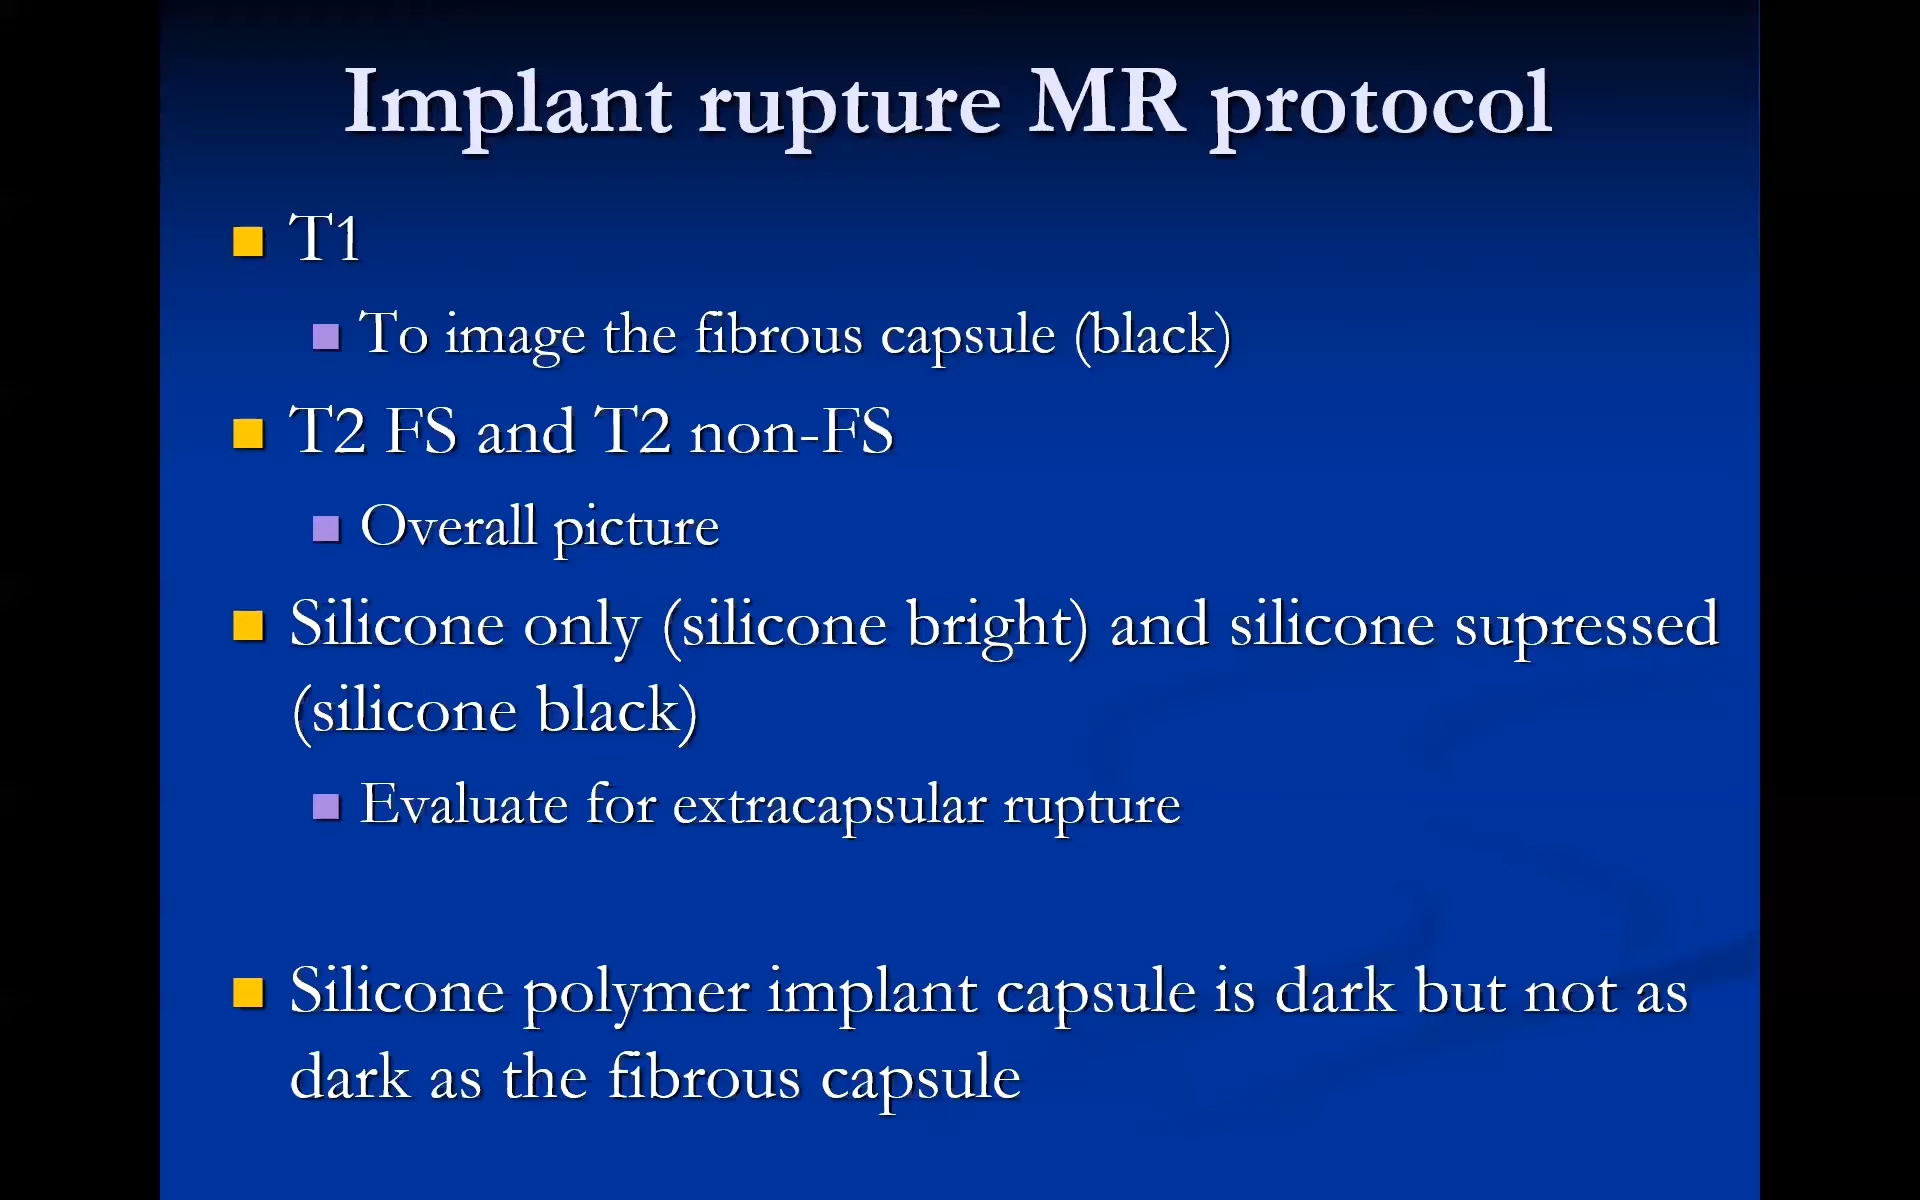 Implant rupture MR protocol
T1
To image the fibrous capsule (black)
T2 FS and T2 non-FS
Overall picture
Silicone only (silicone bright) and silicone supressed
(silicone black)
Evaluate for extracapsular rupture
Silicone polymer implant capsule is dark but not as
dark as the fibrous capsule